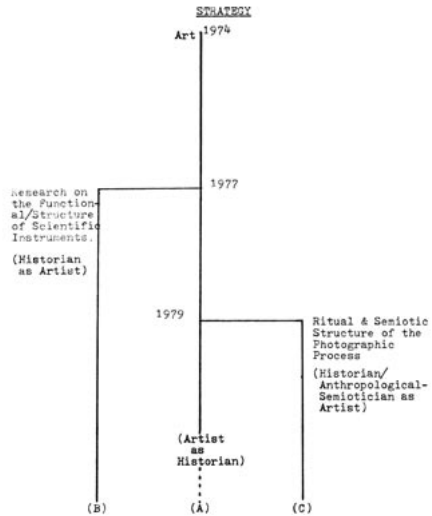 STRATEGY
Art 1974
1977
Research on
the Function-
al/Structure
of Scientific
Instruments.
(Historian
as Artist)
1979
Ritual & Semiotic
Structure of the
Photographic
Process
(Historian/
Anthropological-
Semiotician as
Artist)
(Artist
as
Historian)
(B) (A) (C)